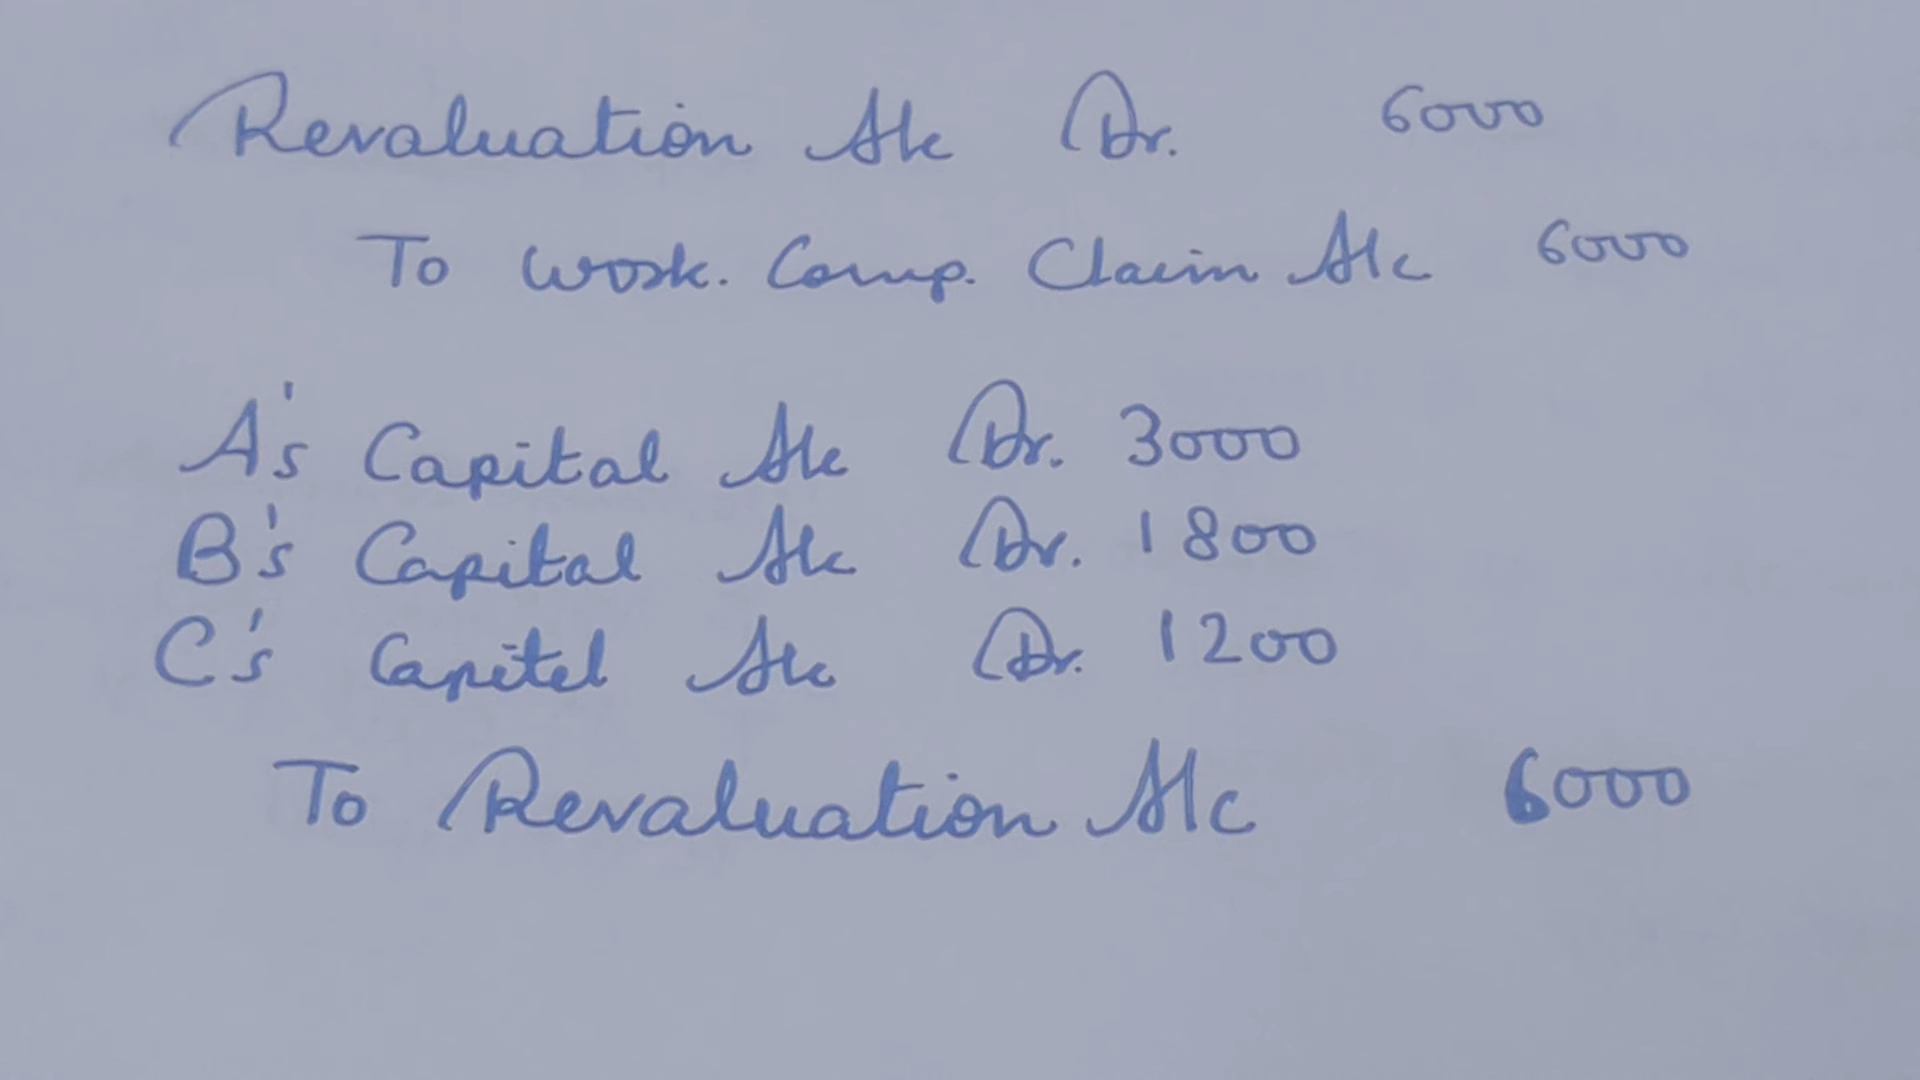 Revaluation A/c Dr. 6000
To Work. Comp. Claim A/c 6000
A's Capital A/c Dr. 3000
B's Capital A/c Dr. 1800
C's Capital A/c Dr. 1200
To Revaluation A/c 6000